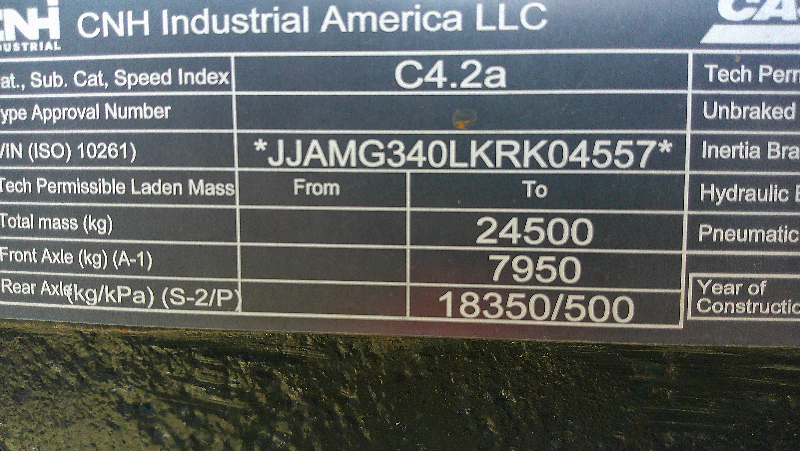 CNH CNH Industrial America LLC CAS
INDUSTRIAL
at., Sub. Cat, Speed Index C4.2a Tech Perm
ype Approval Number Unbraked
VIN (ISO) 10261) *JJAMG340LKRK04557* Inertia Bra
Tech Permissible Laden Mass From To Hydraulic B
Total mass (kg) 24500 Pneumatic
Front Axle (kg) (A-1) 7950
Rear Axle(kg/kPa) (S-2/P) 18350/500 Year of
Constructio